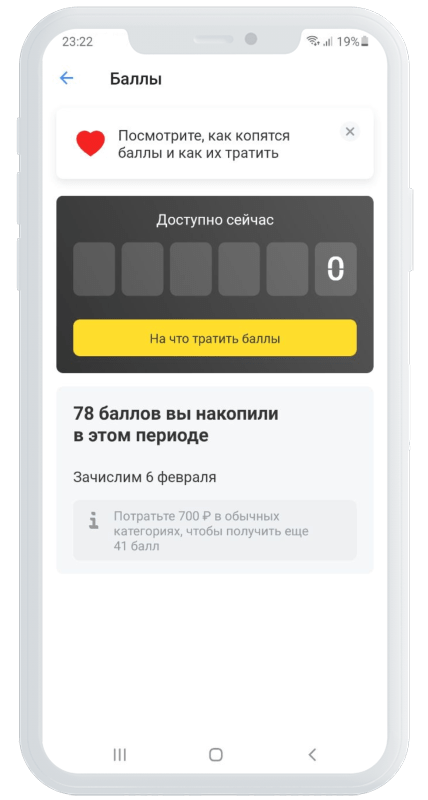 23:22
19%
Баллы
Посмотрите, как копятся
баллы и как их тратить
Доступно сейчас
0
На что тратить баллы
78 баллов вы накопили
в этом периоде
Зачислим 6 февраля
Потратьте 700 ₽ в обычных
категориях, чтобы получить еще
41 балл